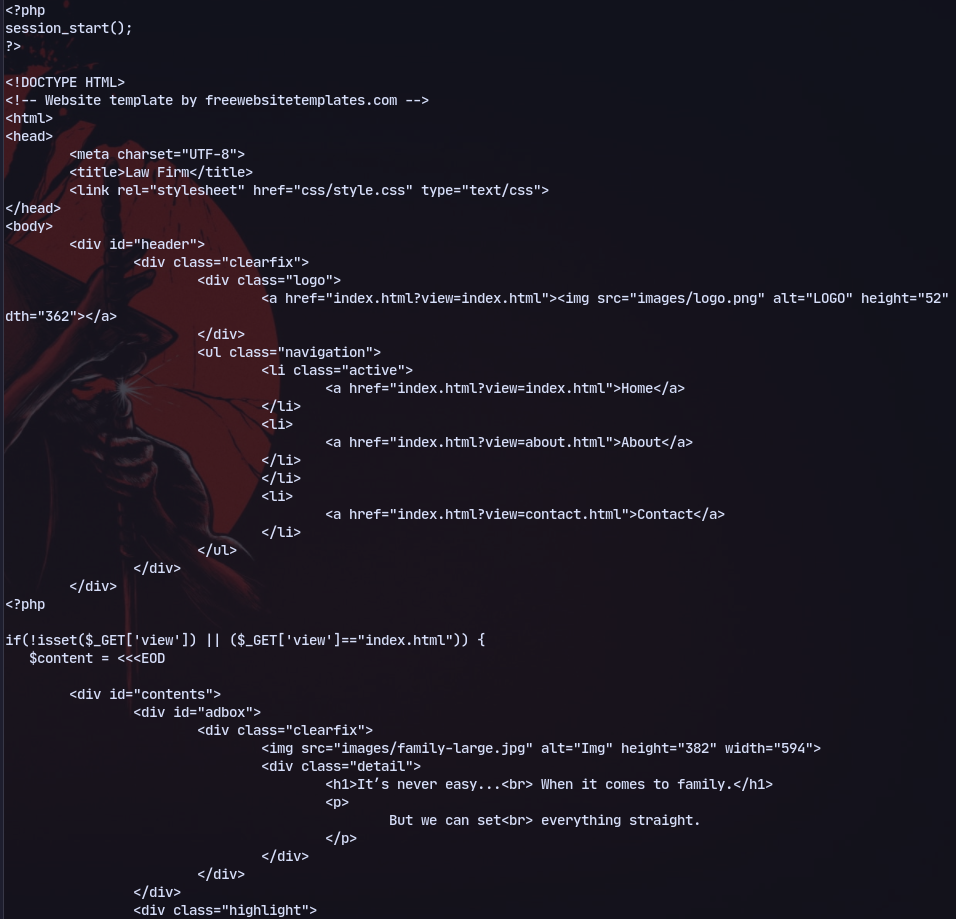 <?php
session_start();
?>
<!DOCTYPE HTML>
<!-- Website template by freewebsitetemplates.com -->
<html>
<head>
        <meta charset="UTF-8">
        <title>Law Firm</title>
        <link rel="stylesheet" href="css/style.css" type="text/css">
</head>
<body>
        <div id="header">
                <div class="clearfix">
                        <div class="logo">
                                <a href="index.html?view=index.html"><img src="images/logo.png" alt="LOGO" height="52"
dth="362"></a>
                        </div>
                        <ul class="navigation">
                                <li class="active">
                                        <a href="index.html?view=index.html">Home</a>
                                </li>
                                <li>
                                        <a href="index.html?view=about.html">About</a>
                                </li>
                                </li>
                                <li>
                                        <a href="index.html?view=contact.html">Contact</a>
                                </li>
                        </ul>
                </div>
        </div>
<?php
if(!isset($_GET['view']) || ($_GET['view']=="index.html")) {
   $content = <<<EOD
        <div id="contents">
                <div id="adbox">
                        <div class="clearfix">
                                <img src="images/family-large.jpg" alt="Img" height="382" width="594">
                                <div class="detail">
                                        <h1>It’s never easy...<br> When it comes to family.</h1>
                                        <p>
                                                But we can set<br> everything straight.
                                        </p>
                                </div>
                        </div>
                </div>
                <div class="highlight">